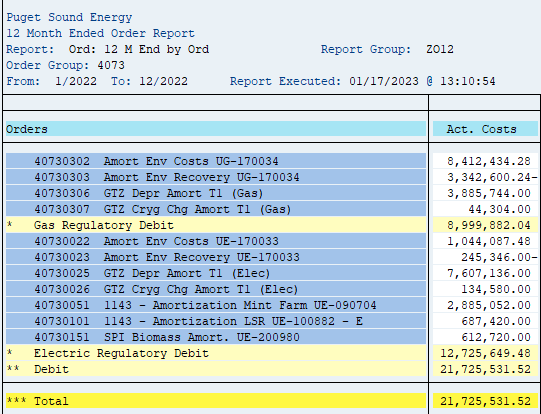 Puget Sound Energy
12 Month Ended Order Report
Report: Ord: 12 M End by Ord Report Group: ZO12
Order Group: 4073
From: 1/2022 To: 12/2022 Report Executed: 01/17/2023 @ 13:10:54
Orders Act. Costs
40730302 Amort Env Costs UG-170034 8,412,434.28
40730303 Amort Env Recovery UG-170034 3,342,600.24-
40730306 GTZ Depr Amort T1 (Gas) 3,885,744.00
40730307 GTZ Cryg Chg Amort T1 (Gas) 44,304.00
* Gas Regulatory Debit 8,999,882.04
40730022 Amort Env Costs UE-170033 1,044,087.48
40730023 Amort Env Recovery UE-170033 245,346.00-
40730025 GTZ Depr Amort T1 (Elec) 7,607,136.00
40730026 GTZ Cryg Chg Amort T1 (Elec) 134,580.00
40730051 1143 - Amortization Mint Farm UE-090704 2,885,052.00
40730101 1143 - Amortization LSR UE-100882 - E 687,420.00
40730151 SPI Biomass Amort. UE-200980 612,720.00
* Electric Regulatory Debit 12,725,649.48
** Debit 21,725,531.52
*** Total 21,725,531.52